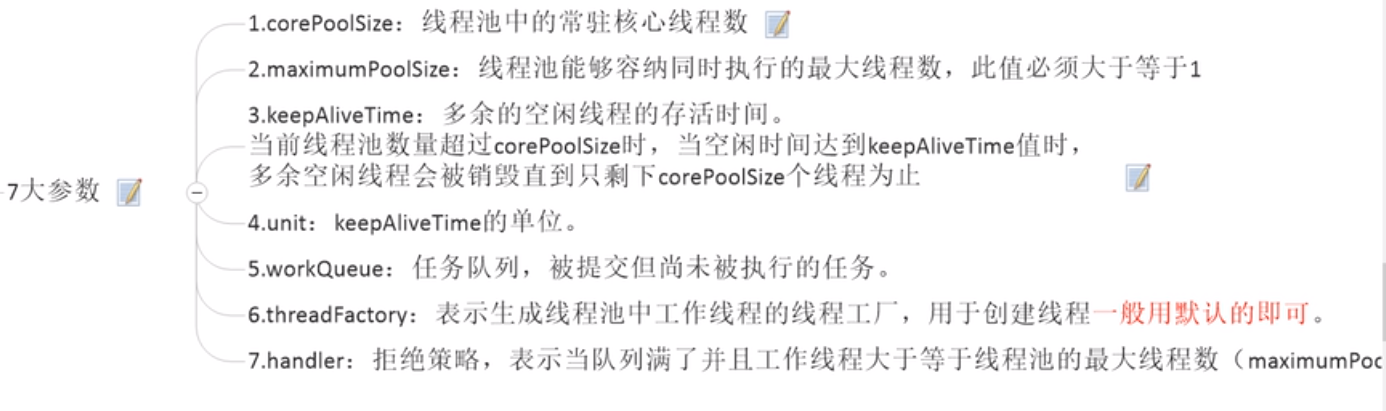 7大参数
1.corePoolSize：线程池中的常驻核心线程数
2.maximumPoolSize：线程池能够容纳同时执行的最大线程数，此值必须大于等于1
3.keepAliveTime：多余的空闲线程的存活时间。
当前线程池数量超过corePoolSize时，当空闲时间达到keepAliveTime值时，
多余空闲线程会被销毁直到只剩下corePoolSize个线程为止
4.unit：keepAliveTime的单位。
5.workQueue：任务队列，被提交但尚未被执行的任务。
6.threadFactory：表示生成线程池中工作线程的线程工厂，用于创建线程一般用默认的即可。
7.handler：拒绝策略，表示当队列满了并且工作线程大于等于线程池的最大线程数（maximumPoo